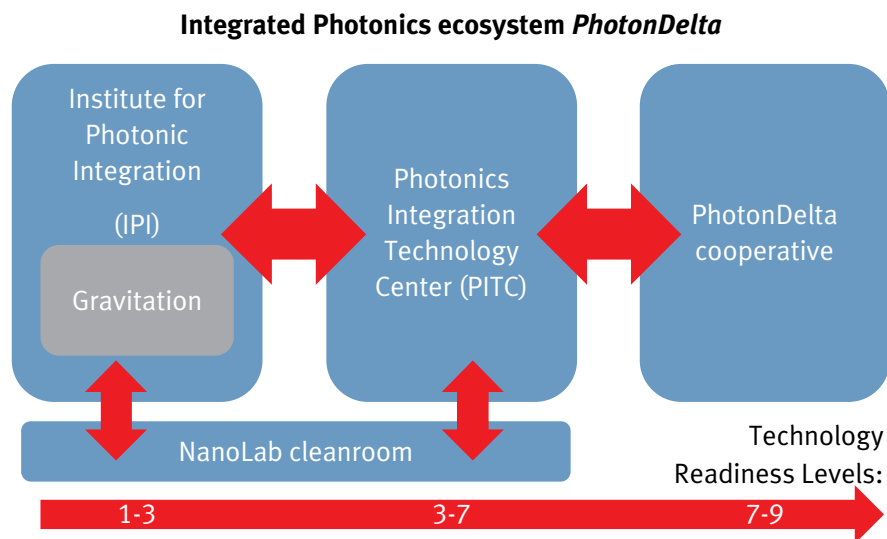 Integrated Photonics ecosystem PhotonDelta
Institute for
Photonic
Integration
(IPI)
Gravitation
Photonics
Integration
Technology
Center (PITC)
PhotonDelta
cooperative
NanoLab cleanroom
Technology
Readiness Levels:
1-3
3-7
7-9